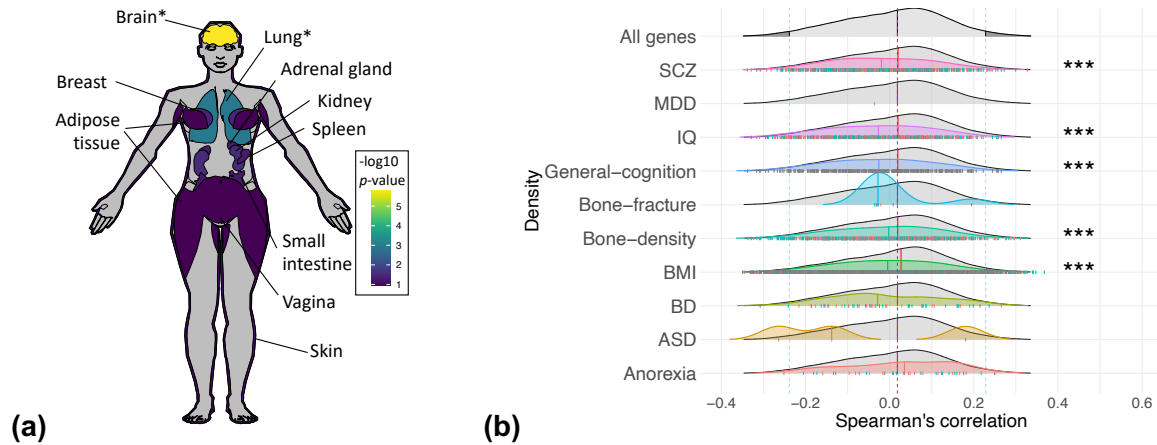 Brain*
Lung*
Adrenal gland
Breast
Kidney
Adipose
tissue
Spleen
-log10
p-value
5
4
3
2
1
Small
intestine
Vagina
Skin
(a)
All genes
SCZ
***
MDD
IQ
***
General-cognition
***
Bone-fracture
Bone-density
***
BMI
***
BD
ASD
Anorexia
Density
-0.4
-0.2
0.0
0.2
0.4
0.6
Spearman's correlation
(b)